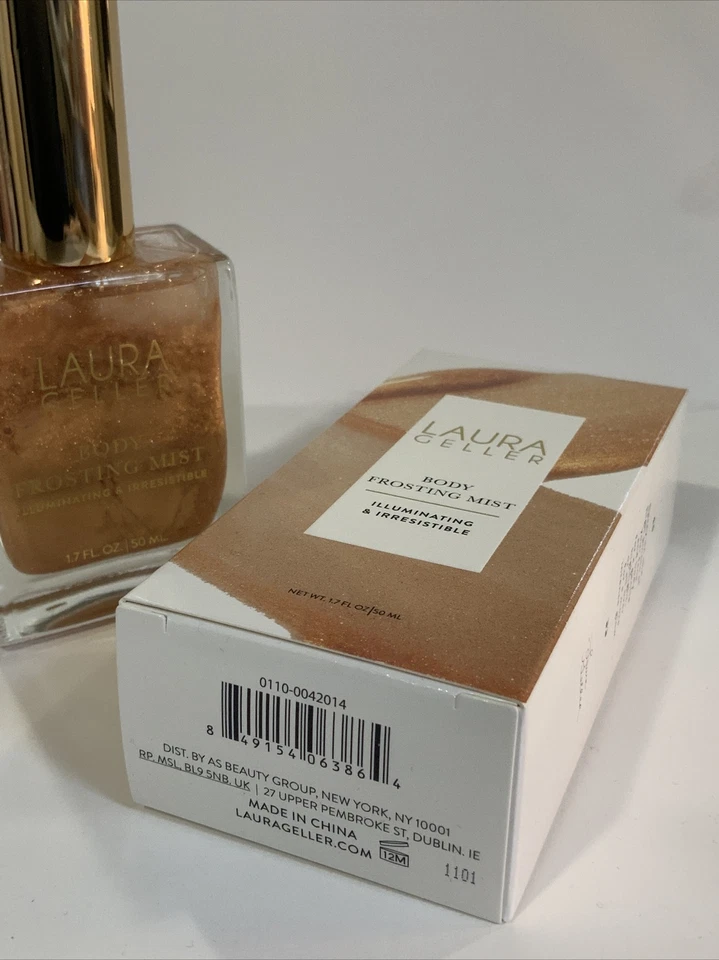 LAURA
GELLER
BODY
FROSTING MIST
ILLUMINATING & IRRESISTIBLE
1.7 FL. OZ. | 50 ML
LAURA
GELLER
BODY
FROSTING MIST
ILLUMINATING
& IRRESISTIBLE
NET WT. 1.7 FL OZ/50 ML
0110-0042014
8 49154 06386 4
DIST. BY AS BEAUTY GROUP, NEW YORK, NY 10001
RP. MSL, BL9 5NB. UK | 27 UPPER PEMBROKE ST, DUBLIN. IE
MADE IN CHINA
LAURAGELLER.COM 12M
1101